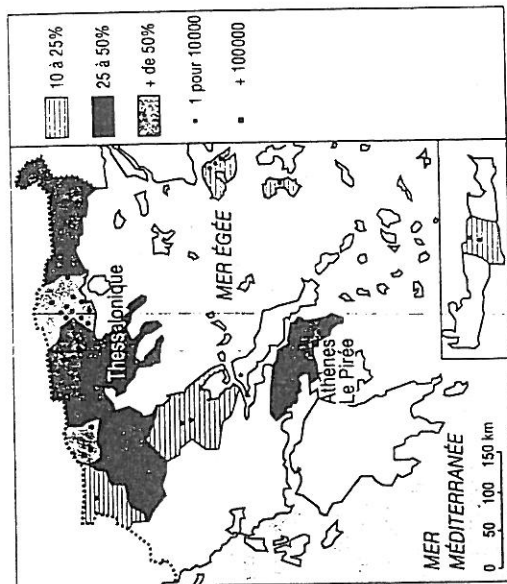 10 à 25%
25 à 50%
+ de 50%
1 pour 10000
+ 100000
Thessalonique
MER ÉGÉE
Athènes
Le Pirée
MER
MÉDITERRANÉE
0 50 100 150 km